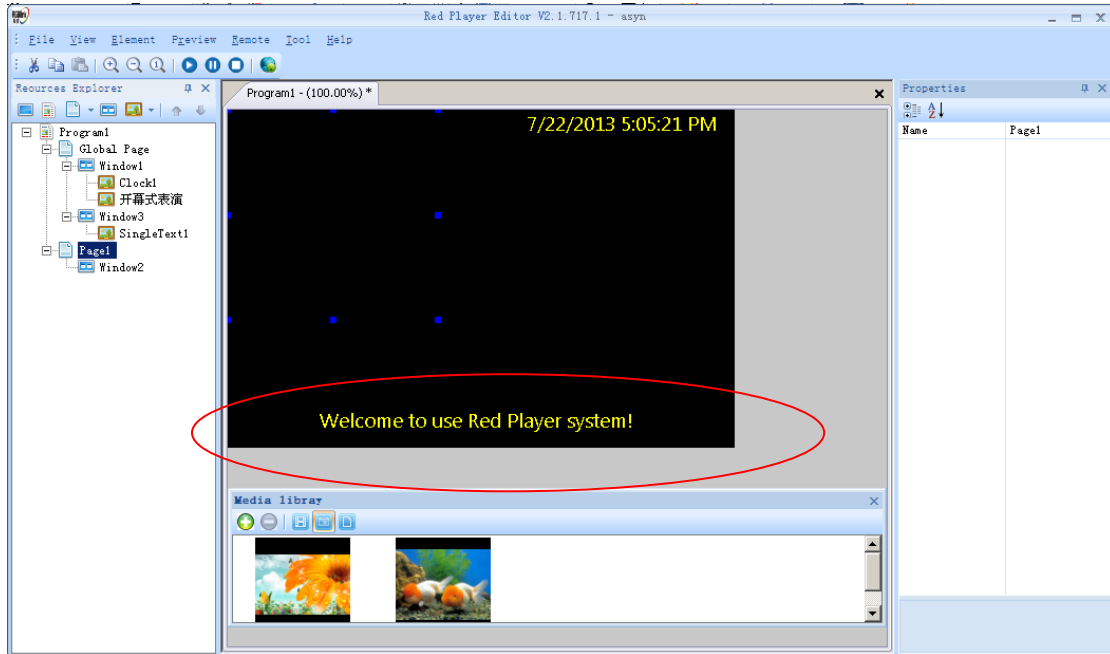 Red Player Editor V2.1.717.1 - asyn
File View Element Preview Remote Tool Help
Reources Explorer
Program1
Global Page
Window1
Clock1
开幕式表演
Window3
SingleText1
Page1
Window2
Program1 - (100.00%) *
7/22/2013 5:05:21 PM
Welcome to use Red Player system!
Media libray
Properties
Name Page1